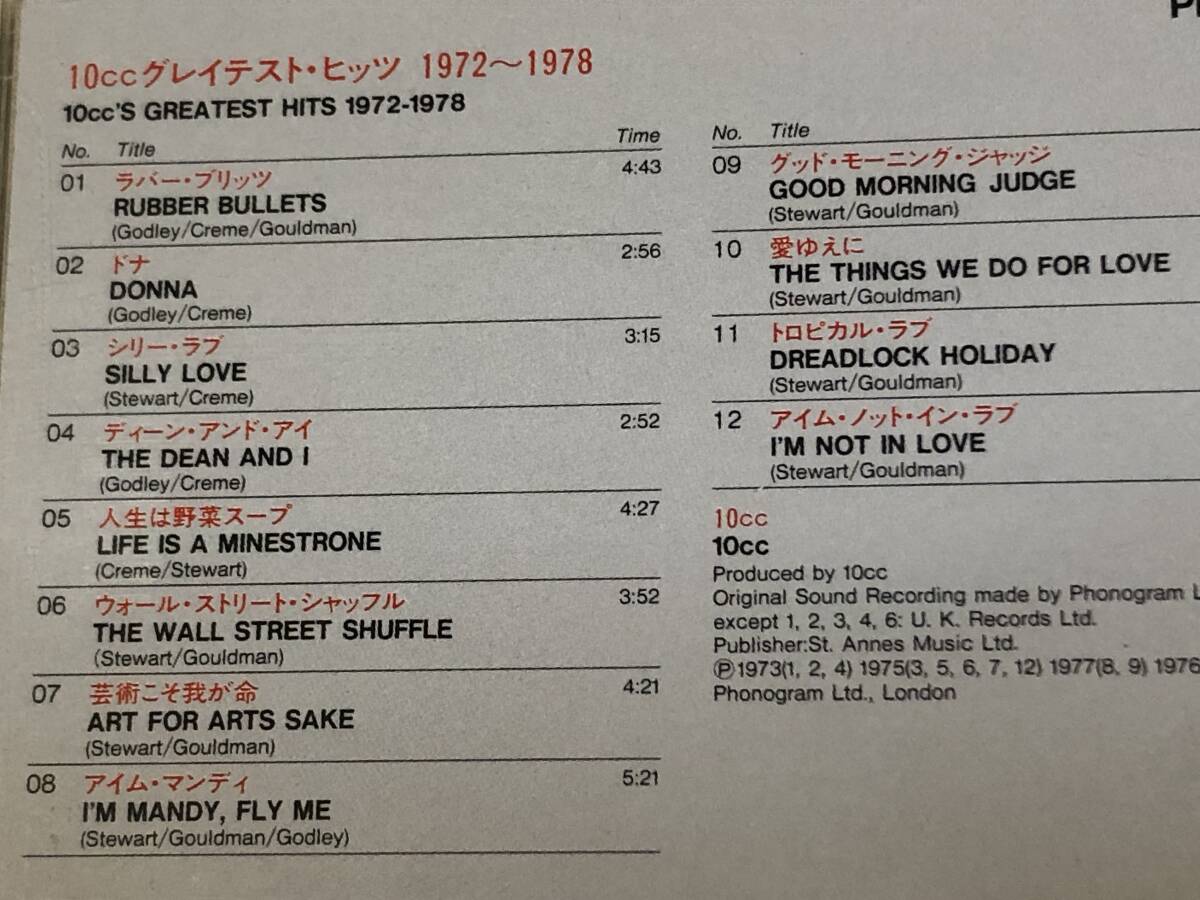 10ccグレイテスト・ヒッツ 1972〜1978
10cc'S GREATEST HITS 1972-1978
No. Title Time
01 ラバー・ブリッツ 4:43
RUBBER BULLETS
(Godley/Creme/Gouldman)
02 ドナ 2:56
DONNA
(Godley/Creme)
03 シリー・ラブ 3:15
SILLY LOVE
(Stewart/Creme)
04 ディーン・アンド・アイ 2:52
THE DEAN AND I
(Godley/Creme)
05 人生は野菜スープ 4:27
LIFE IS A MINESTRONE
(Creme/Stewart)
06 ウォール・ストリート・シャッフル 3:52
THE WALL STREET SHUFFLE
(Stewart/Gouldman)
07 芸術こそ我が命 4:21
ART FOR ARTS SAKE
(Stewart/Gouldman)
08 アイム・マンディ 5:21
I'M MANDY, FLY ME
(Stewart/Gouldman/Godley)
No. Title
09 グッド・モーニング・ジャッジ
GOOD MORNING JUDGE
(Stewart/Gouldman)
10 愛ゆえに
THE THINGS WE DO FOR LOVE
(Stewart/Gouldman)
11 トロピカル・ラブ
DREADLOCK HOLIDAY
(Stewart/Gouldman)
12 アイム・ノット・イン・ラブ
I'M NOT IN LOVE
(Stewart/Gouldman)
10cc
10cc
Produced by 10cc
Original Sound Recording made by Phonogram L
except 1, 2, 3, 4, 6: U. K. Records Ltd.
Publisher:St. Annes Music Ltd.
Ⓟ1973(1, 2, 4) 1975(3, 5, 6, 7, 12) 1977(8, 9) 1976
Phonogram Ltd., London